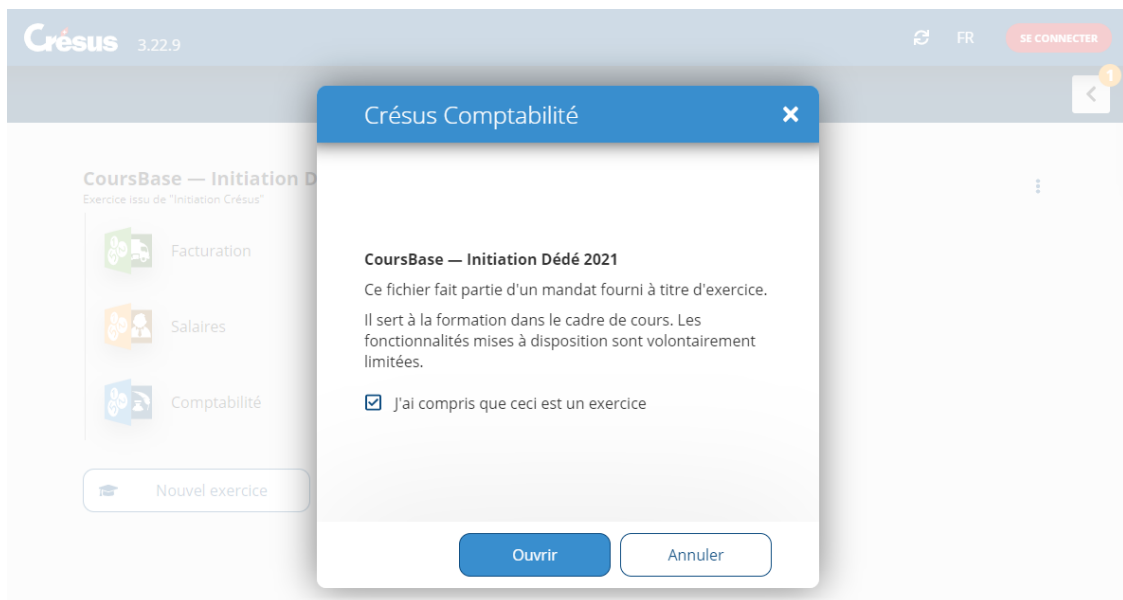 Crésus 3.22.9
FR
SE CONNECTER
1
Crésus Comptabilité
CoursBase — Initiation D
Exercice issu de "Initiation Crésus"
Facturation
Salaires
Comptabilité
Nouvel exercice
CoursBase — Initiation Dédé 2021
Ce fichier fait partie d'un mandat fourni à titre d'exercice.
Il sert à la formation dans le cadre de cours. Les
fonctionnalités mises à disposition sont volontairement
limitées.
J'ai compris que ceci est un exercice
Ouvrir
Annuler